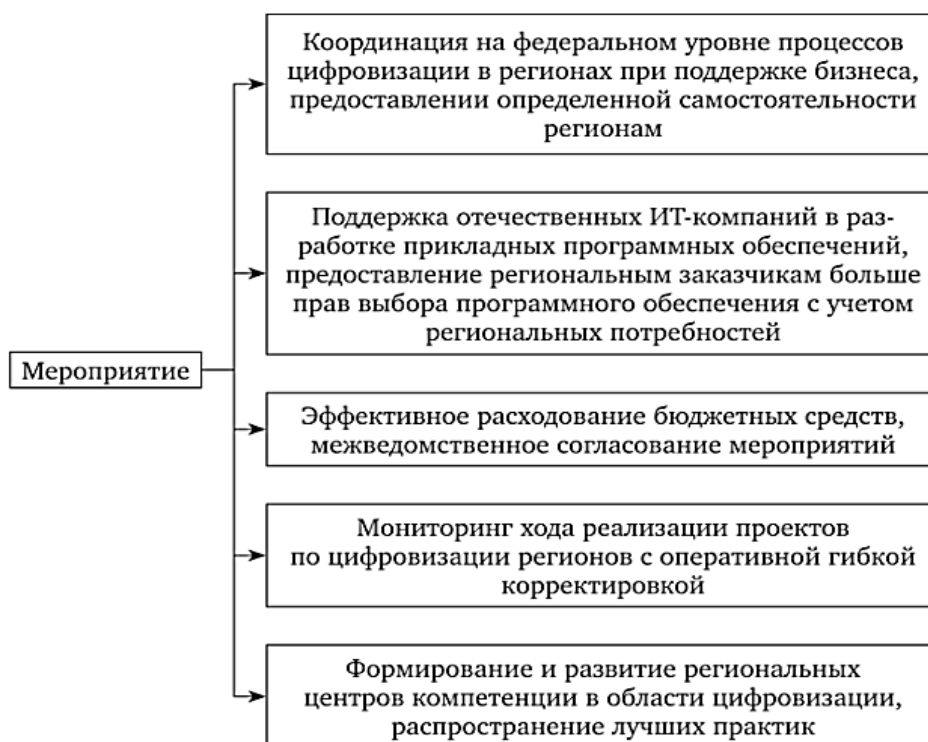 Координация на федеральном уровне процессов
цифровизации в регионах при поддержке бизнеса,
предоставлении определенной самостоятельности
регионам
Поддержка отечественных ИТ-компаний в раз-
работке прикладных программных обеспечений,
предоставление региональным заказчикам больше
прав выбора программного обеспечения с учетом
региональных потребностей
Мероприятие
Эффективное расходование бюджетных средств,
межведомственное согласование мероприятий
Мониторинг хода реализации проектов
по цифровизации регионов с оперативной гибкой
корректировкой
Формирование и развитие региональных
центров компетенции в области цифровизации,
распространение лучших практик